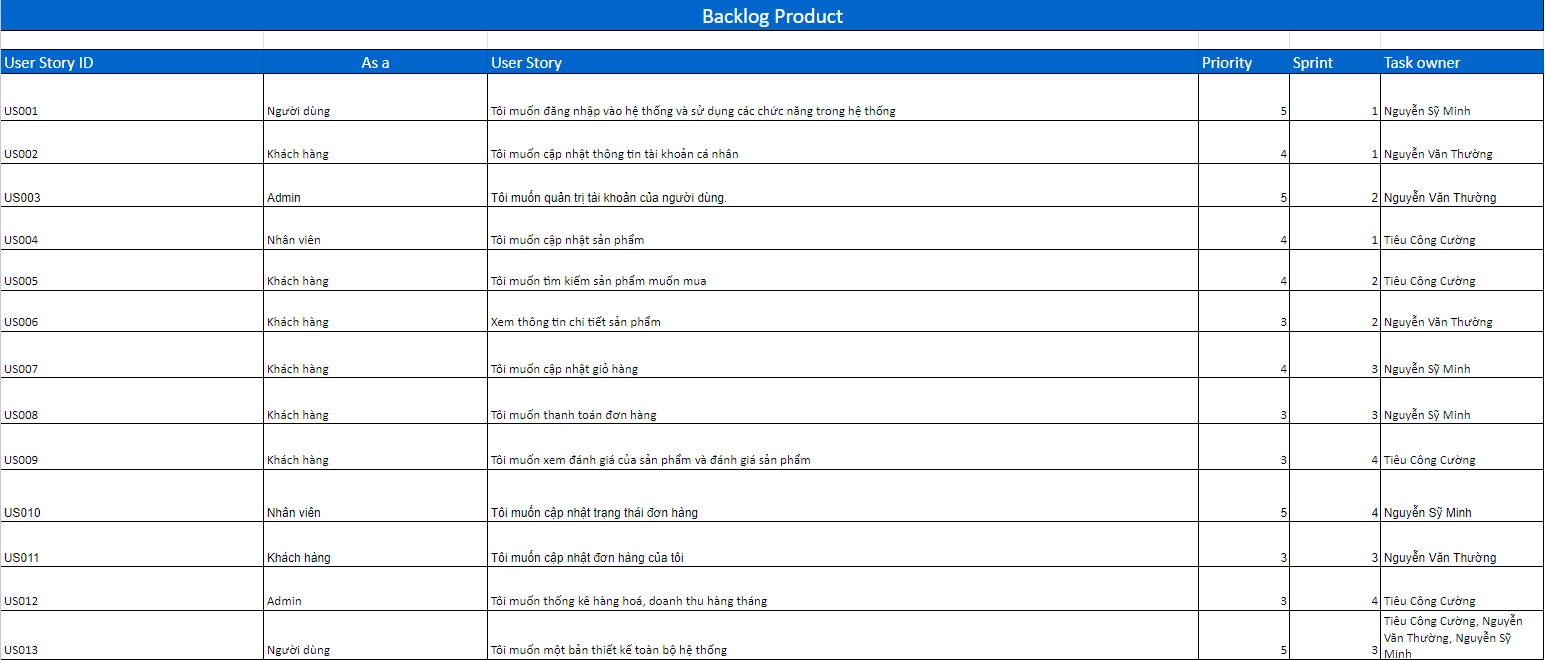 Backlog Product
User Story ID As a User Story Priority Sprint Task owner
US001 Người dùng Tôi muốn đăng nhập vào hệ thống và sử dụng các chức năng trong hệ thống 5 1 Nguyễn Sỹ Minh
US002 Khách hàng Tôi muốn cập nhật thông tin tài khoản cá nhân 4 1 Nguyễn Văn Thường
US003 Admin Tôi muốn quản trị tài khoản của người dùng. 5 2 Nguyễn Văn Thường
US004 Nhân viên Tôi muốn cập nhật sản phẩm 4 1 Tiêu Công Cường
US005 Khách hàng Tôi muốn tìm kiếm sản phẩm muốn mua 4 2 Tiêu Công Cường
US006 Khách hàng Xem thông tin chi tiết sản phẩm 3 2 Nguyễn Văn Thường
US007 Khách hàng Tôi muốn cập nhật giỏ hàng 4 3 Nguyễn Sỹ Minh
US008 Khách hàng Tôi muốn thanh toán đơn hàng 3 3 Nguyễn Sỹ Minh
US009 Khách hàng Tôi muốn xem đánh giá của sản phẩm và đánh giá sản phẩm 3 4 Tiêu Công Cường
US010 Nhân viên Tôi muốn cập nhật trạng thái đơn hàng 5 4 Nguyễn Sỹ Minh
US011 Khách hàng Tôi muốn cập nhật đơn hàng của tôi 3 3 Nguyễn Văn Thường
US012 Admin Tôi muốn thống kê hàng hoá, doanh thu hàng tháng 3 4 Tiêu Công Cường
US013 Người dùng Tôi muốn một bản thiết kế toàn bộ hệ thống 5 3 Tiêu Công Cường, Nguyễn
Văn Thường, Nguyễn Sỹ
Minh